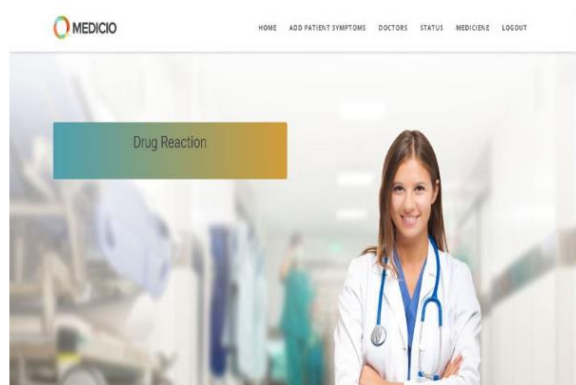 MEDICIO
HOME ADD PATIENT SYMPTOMS DOCTORS STATUS MEDICIENE LOGOUT
Drug Reaction